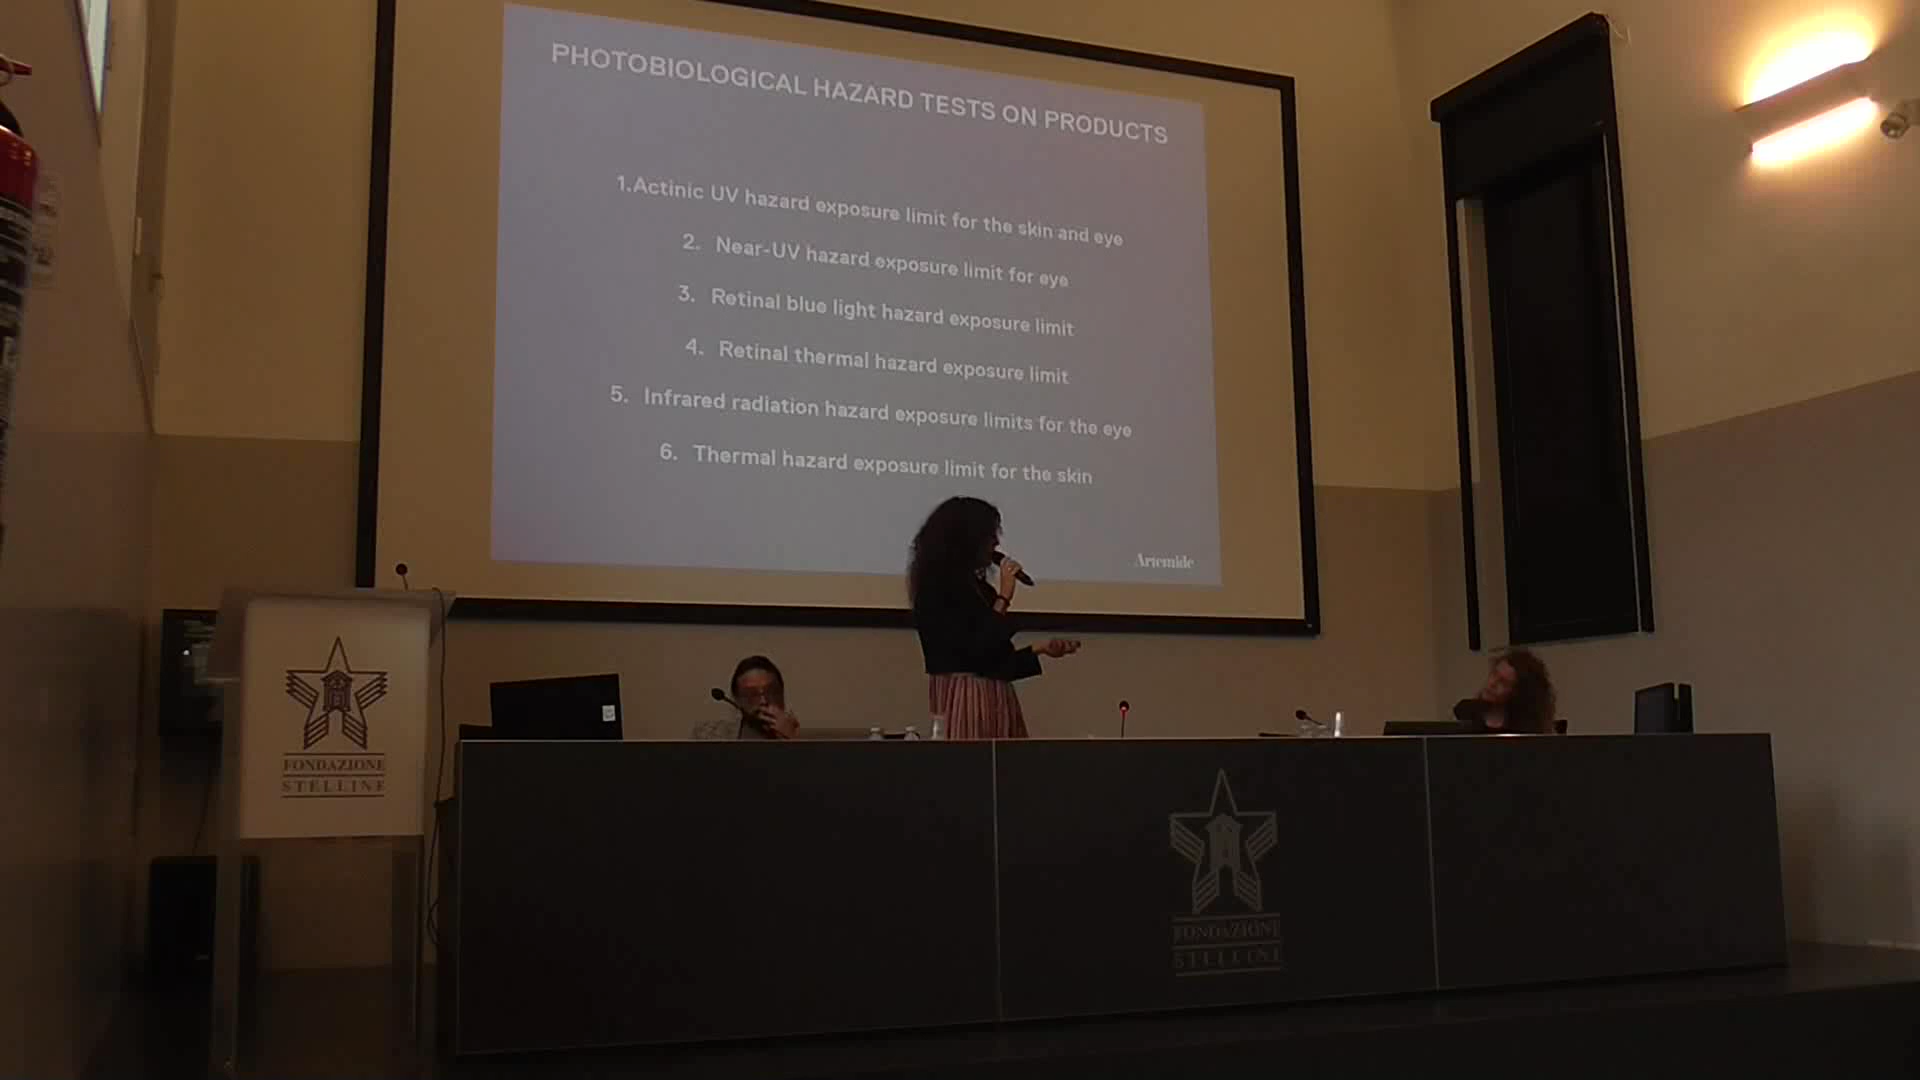 PHOTOBIOLOGICAL HAZARD TESTS ON PRODUCTS
1.Actinic UV hazard exposure limit for the skin and eye
2. Near-UV hazard exposure limit for eye
3. Retinal blue light hazard exposure limit
4. Retinal thermal hazard exposure limit
5. Infrared radiation hazard exposure limits for the eye
6. Thermal hazard exposure limit for the skin
Artemide
FONDAZIONE
STELLINE
FONDAZIONE
STELLINE